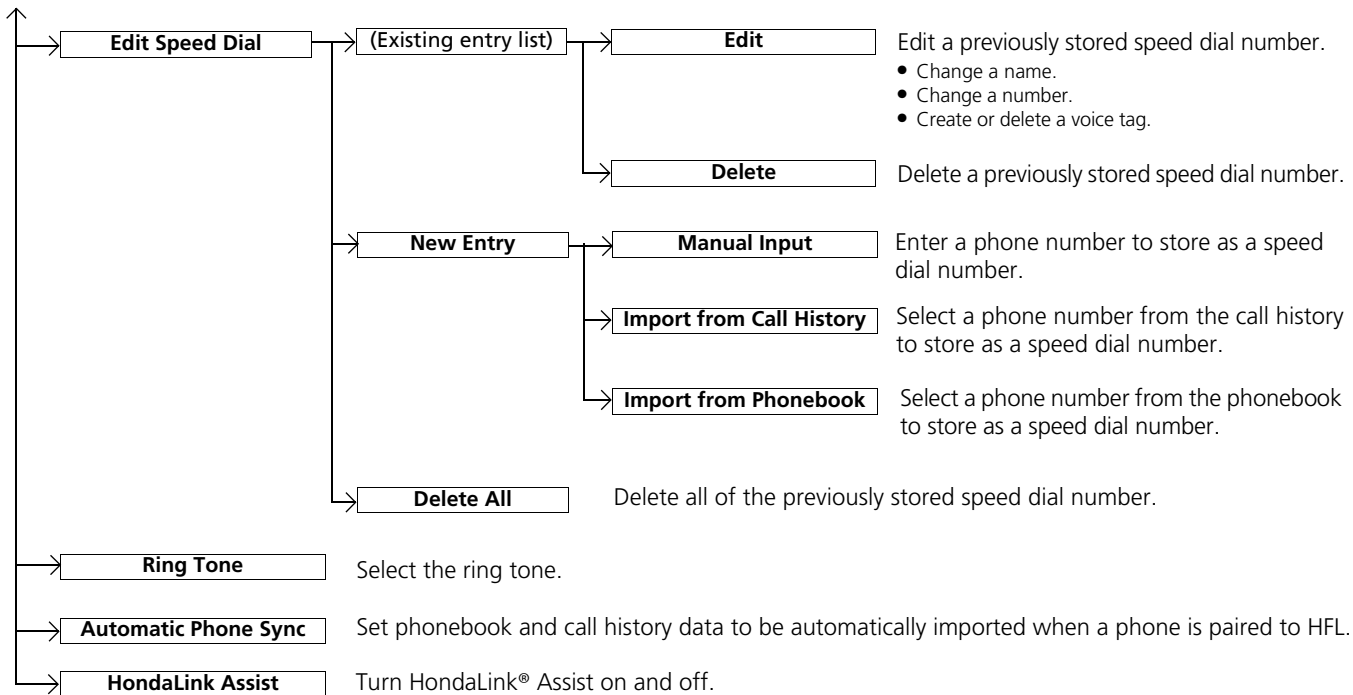 Edit Speed Dial
(Existing entry list)
Edit
Edit a previously stored speed dial number.
● Change a name.
● Change a number.
● Create or delete a voice tag.
Delete
Delete a previously stored speed dial number.
New Entry
Manual Input
Enter a phone number to store as a speed
dial number.
Import from Call History
Select a phone number from the call history
to store as a speed dial number.
Import from Phonebook
Select a phone number from the phonebook
to store as a speed dial number.
Delete All
Delete all of the previously stored speed dial number.
Ring Tone
Select the ring tone.
Automatic Phone Sync
Set phonebook and call history data to be automatically imported when a phone is paired to HFL.
HondaLink Assist
Turn HondaLink® Assist on and off.